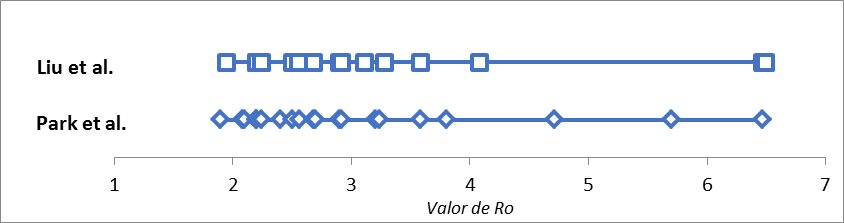 Liu et al.
Park et al.
1 2 3 4 5 6 7
Valor de Ro